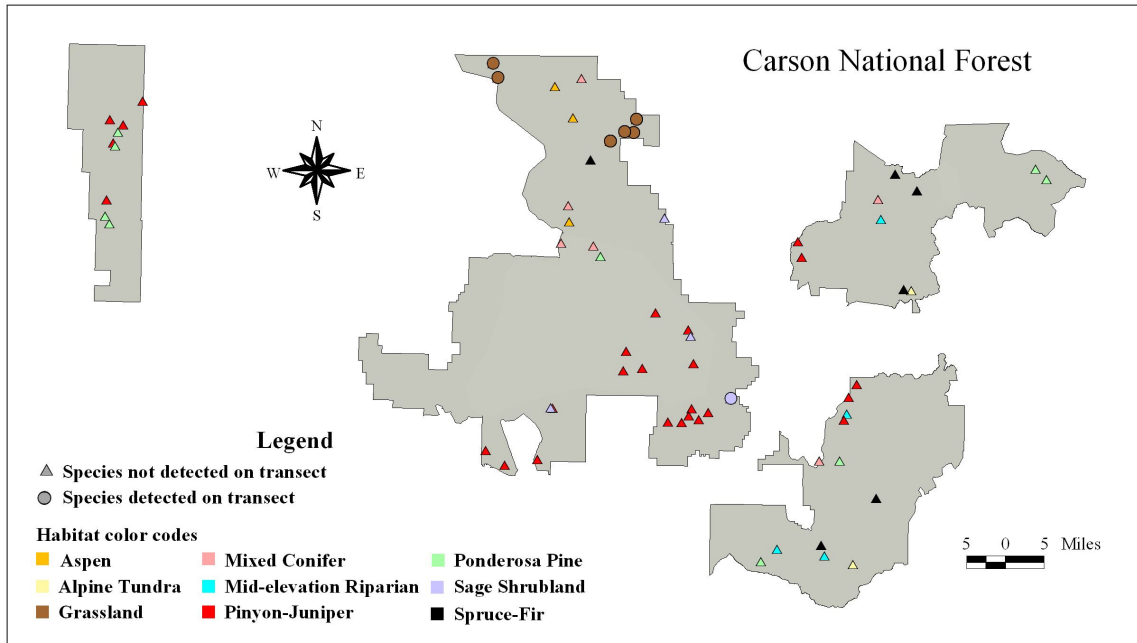 Carson National Forest
N
W E
S
Legend
Species not detected on transect
Species detected on transect
Habitat color codes
Aspen Mixed Conifer Ponderosa Pine
Alpine Tundra Mid-elevation Riparian Sage Shrubland
Grassland Pinyon-Juniper Spruce-Fir
5 0 5 Miles